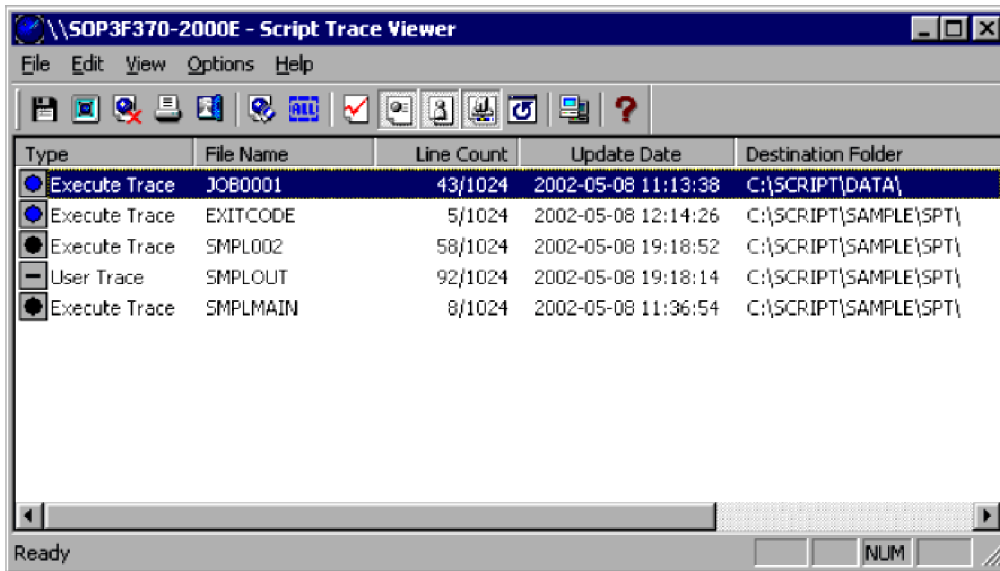 \\SOP3F370-2000E - Script Trace Viewer
File Edit View Options Help
ALL ?
Type File Name Line Count Update Date Destination Folder
Execute Trace JOB0001 43/1024 2002-05-08 11:13:38 C:\SCRIPT\DATA\
Execute Trace EXITCODE 5/1024 2002-05-08 12:14:26 C:\SCRIPT\SAMPLE\SPT\
Execute Trace SMPL002 58/1024 2002-05-08 19:18:52 C:\SCRIPT\SAMPLE\SPT\
User Trace SMPLOUT 92/1024 2002-05-08 19:18:14 C:\SCRIPT\SAMPLE\SPT\
Execute Trace SMPLMAIN 8/1024 2002-05-08 11:36:54 C:\SCRIPT\SAMPLE\SPT\
Ready NUM